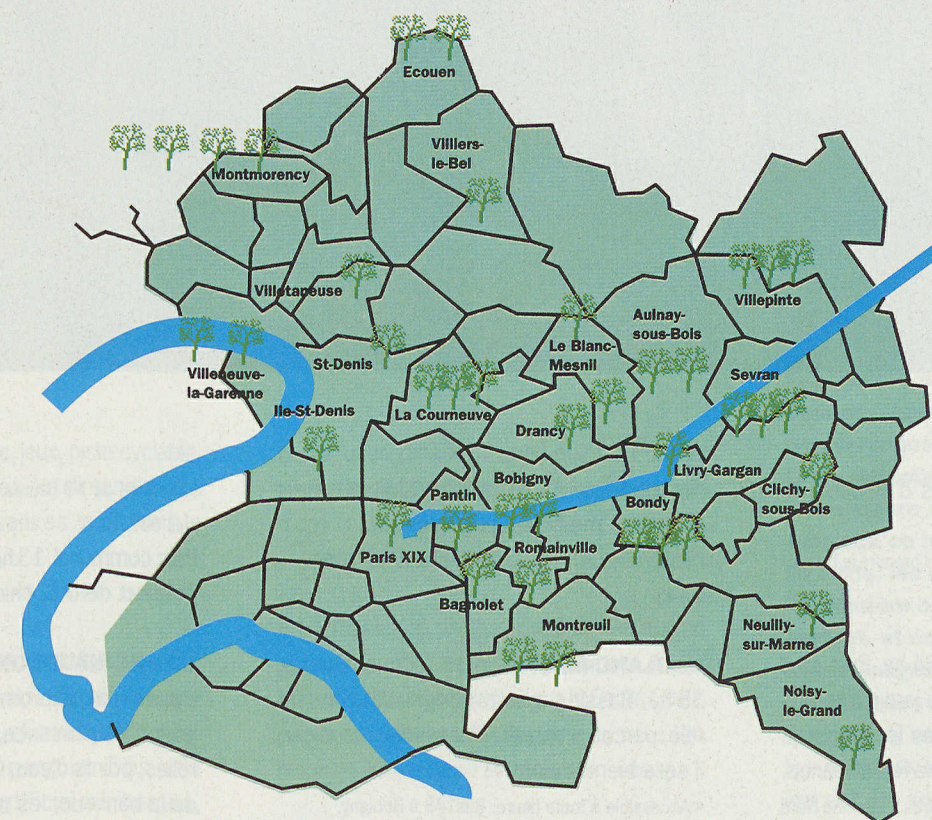 Ecouen
Villiers-
le-Bel
Montmorency
Villetaneuse
Villepinte
Aulnay-
sous-Bois
Le Blanc-
Mesnil
St-Denis
Villeneuve-
la-Garenne
Sevran
Ile-St-Denis
La Courneuve
Drancy
Livry-Gargan
Bobigny
Pantin
Bondy
Clichy-
sous-Bois
Paris XIX
Romainville
Bagnolet
Montreuil
Neuilly-
sur-Marne
Noisy-
le-Grand